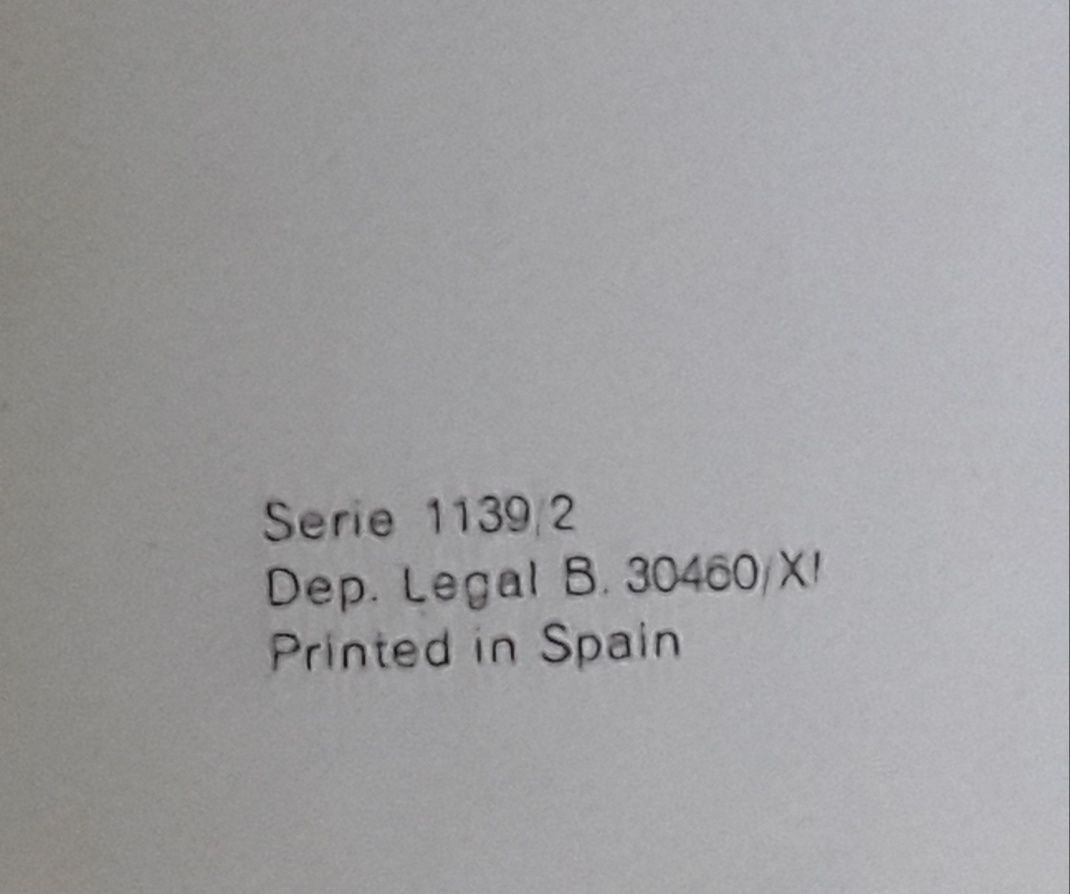 Serie 1139/2
Dep. Legal B. 30460/XI
Printed in Spain